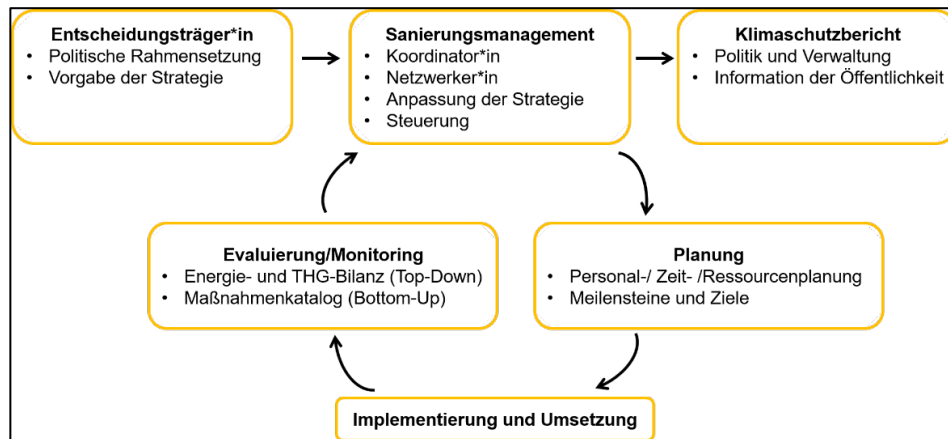 Entscheidungsträger*in
• Politische Rahmensetzung
• Vorgabe der Strategie
Sanierungsmanagement
• Koordinator*in
• Netzwerker*in
• Anpassung der Strategie
• Steuerung
Klimaschutzbericht
• Politik und Verwaltung
• Information der Öffentlichkeit
Evaluierung/Monitoring
• Energie- und THG-Bilanz (Top-Down)
• Maßnahmenkatalog (Bottom-Up)
Planung
• Personal-/ Zeit- /Ressourcenplanung
• Meilensteine und Ziele
Implementierung und Umsetzung